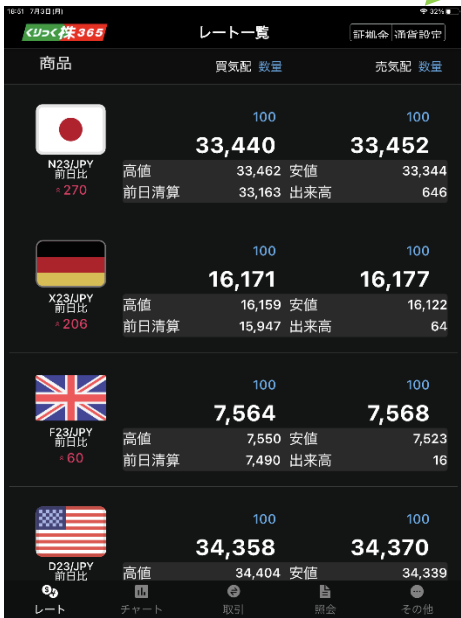 16:51 7月3日(月) 32%
くりっく株365 レート一覧 証拠金 通貨設定
商品 買気配 数量 売気配 数量
100 100
33,440 33,452
N23/JPY
前日比 高値 33,462 安値 33,344
270 前日清算 33,163 出来高 646
100 100
16,171 16,177
X23/JPY
前日比 高値 16,159 安値 16,122
206 前日清算 15,947 出来高 64
100 100
7,564 7,568
F23/JPY
前日比 高値 7,550 安値 7,523
60 前日清算 7,490 出来高 16
100 100
34,358 34,370
D23/JPY
前日比 高値 34,404 安値 34,339
レート チャート 取引 照会 その他